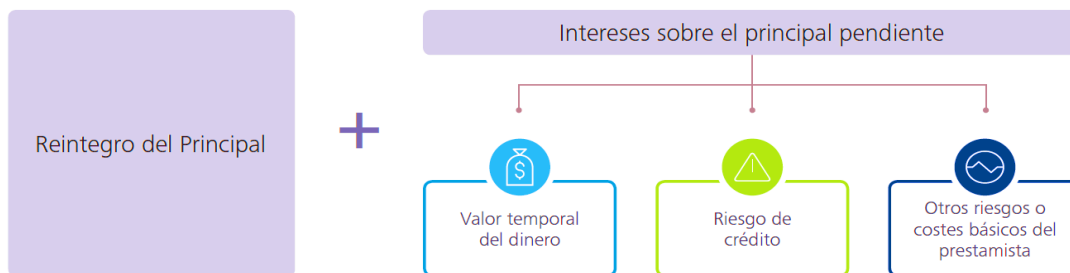 Reintegro del Principal
+
Intereses sobre el principal pendiente
$
Valor temporal
del dinero
Riesgo de
crédito
Otros riesgos o
costes básicos del
prestamista